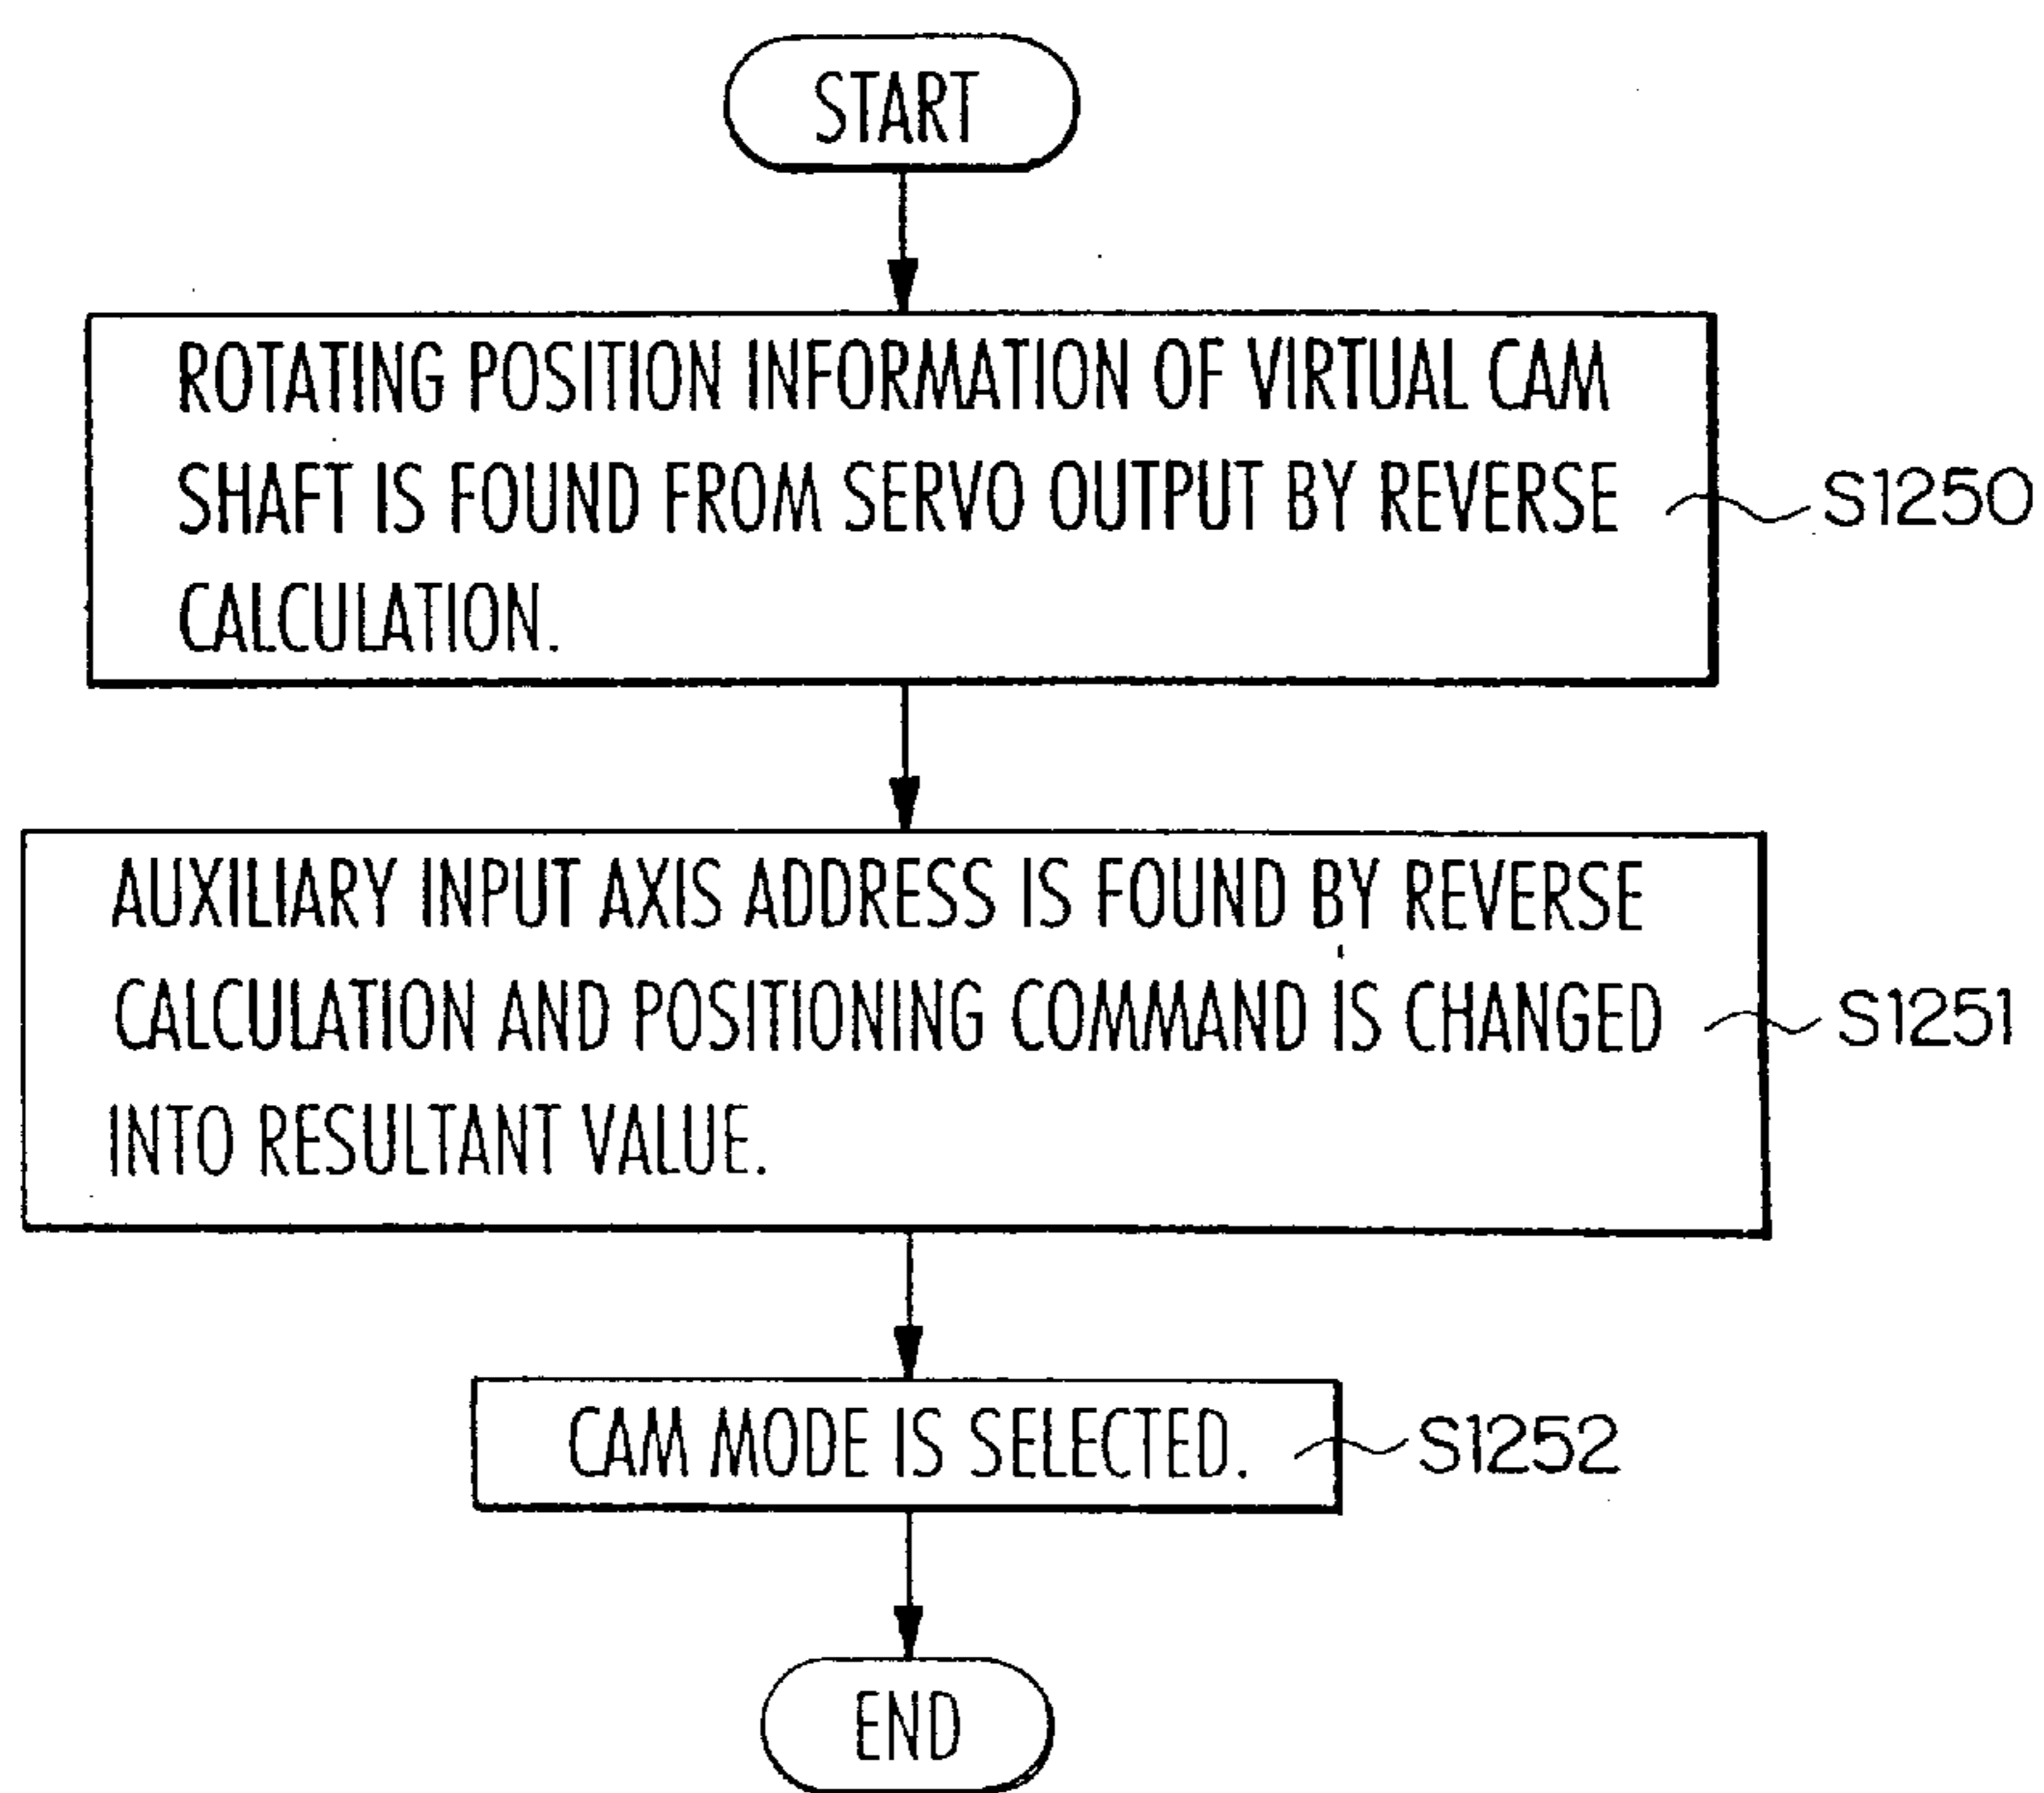 START
ROTATING POSITION INFORMATION OF VIRTUAL CAM
SHAFT IS FOUND FROM SERVO OUTPUT BY REVERSE
CALCULATION.
S1250
AUXILIARY INPUT AXIS ADDRESS IS FOUND BY REVERSE
CALCULATION AND POSITIONING COMMAND IS CHANGED
INTO RESULTANT VALUE.
S1251
CAM MODE IS SELECTED.
S1252
END